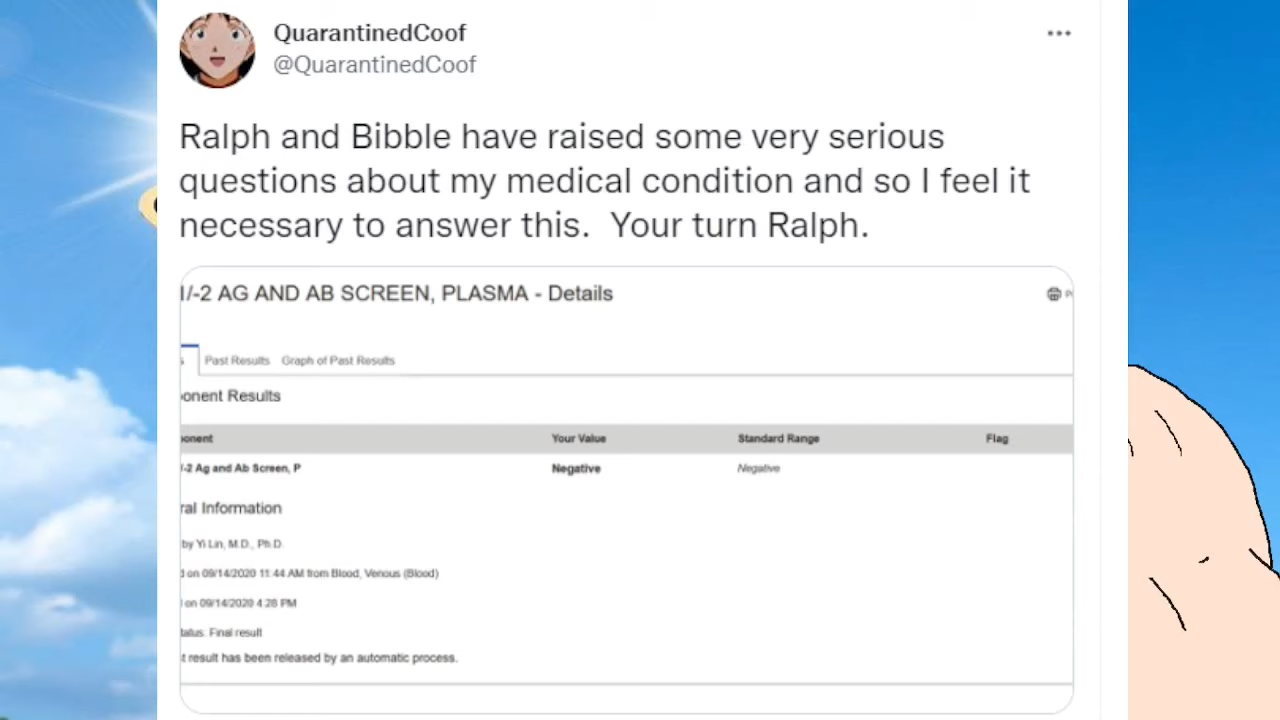 QuarantinedCoof
@QuarantinedCoof
Ralph and Bibble have raised some very serious
questions about my medical condition and so I feel it
necessary to answer this. Your turn Ralph.
/-2 AG AND AB SCREEN, PLASMA - Details
Past Results Graph of Past Results
onent Results
onent Your Value Standard Range Flag
/-2 Ag and Ab Screen, P Negative Negative
ral Information
by Yi Lin, M.D., Ph.D.
d on 09/14/2020 11:44 AM from Blood, Venous (Blood)
on 09/14/2020 4:28 PM
atus: Final result
t result has been released by an automatic process.